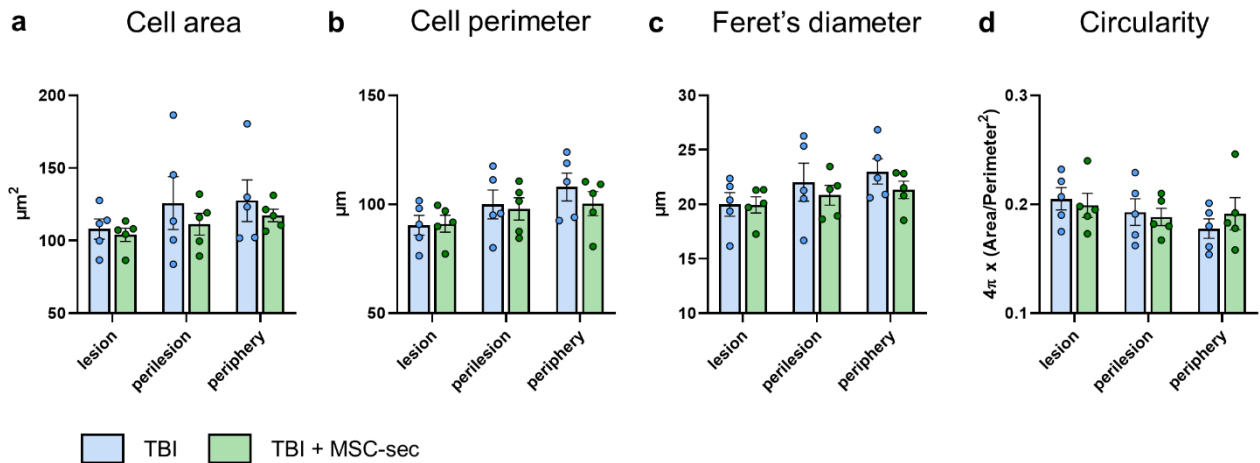 a Cell area
b Cell perimeter
c Feret's diameter
d Circularity
µm²
200
150
100
50
lesion
perilesion
periphery
µm
150
100
50
lesion
perilesion
periphery
µm
30
25
20
15
10
lesion
perilesion
periphery
4π x (Area/Perimeter²)
0.3
0.2
0.1
lesion
perilesion
periphery
TBI
TBI + MSC-sec